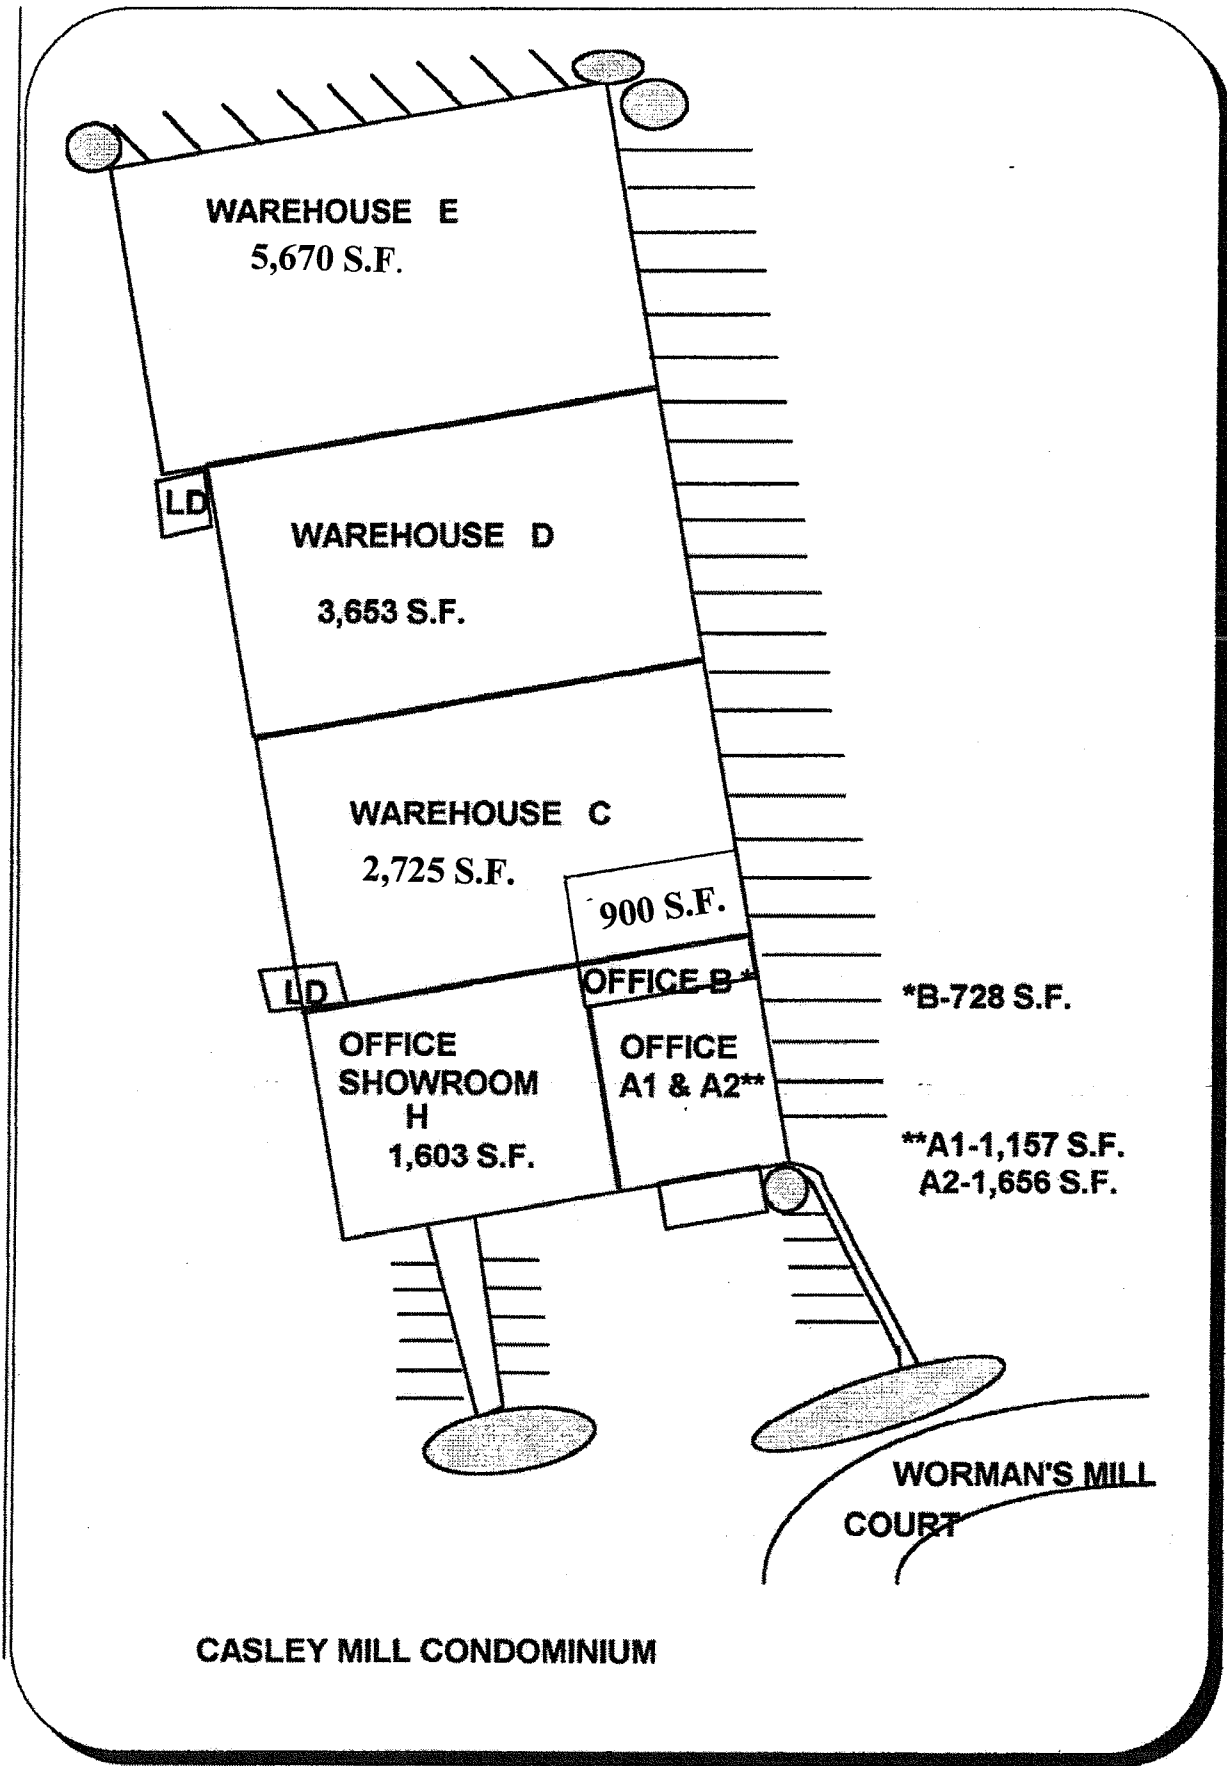 WAREHOUSE E
5,670 S.F.
LD
WAREHOUSE D
3,653 S.F.
WAREHOUSE C
2,725 S.F.
900 S.F.
LD
OFFICE B *
*B-728 S.F.
OFFICE
SHOWROOM
H
1,603 S.F.
OFFICE
A1 & A2**
**A1-1,157 S.F.
A2-1,656 S.F.
WORMAN'S MILL
COURT
CASLEY MILL CONDOMINIUM